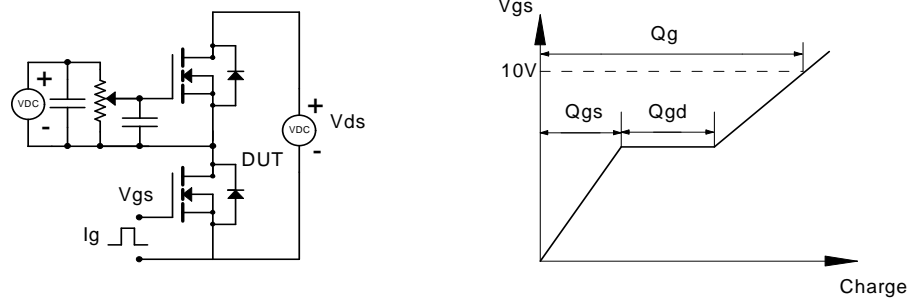 +
VDC
-
+
VDC
-
Vds
DUT
Vgs
Ig
Vgs
Qg
10V
Qgs
Qgd
Charge